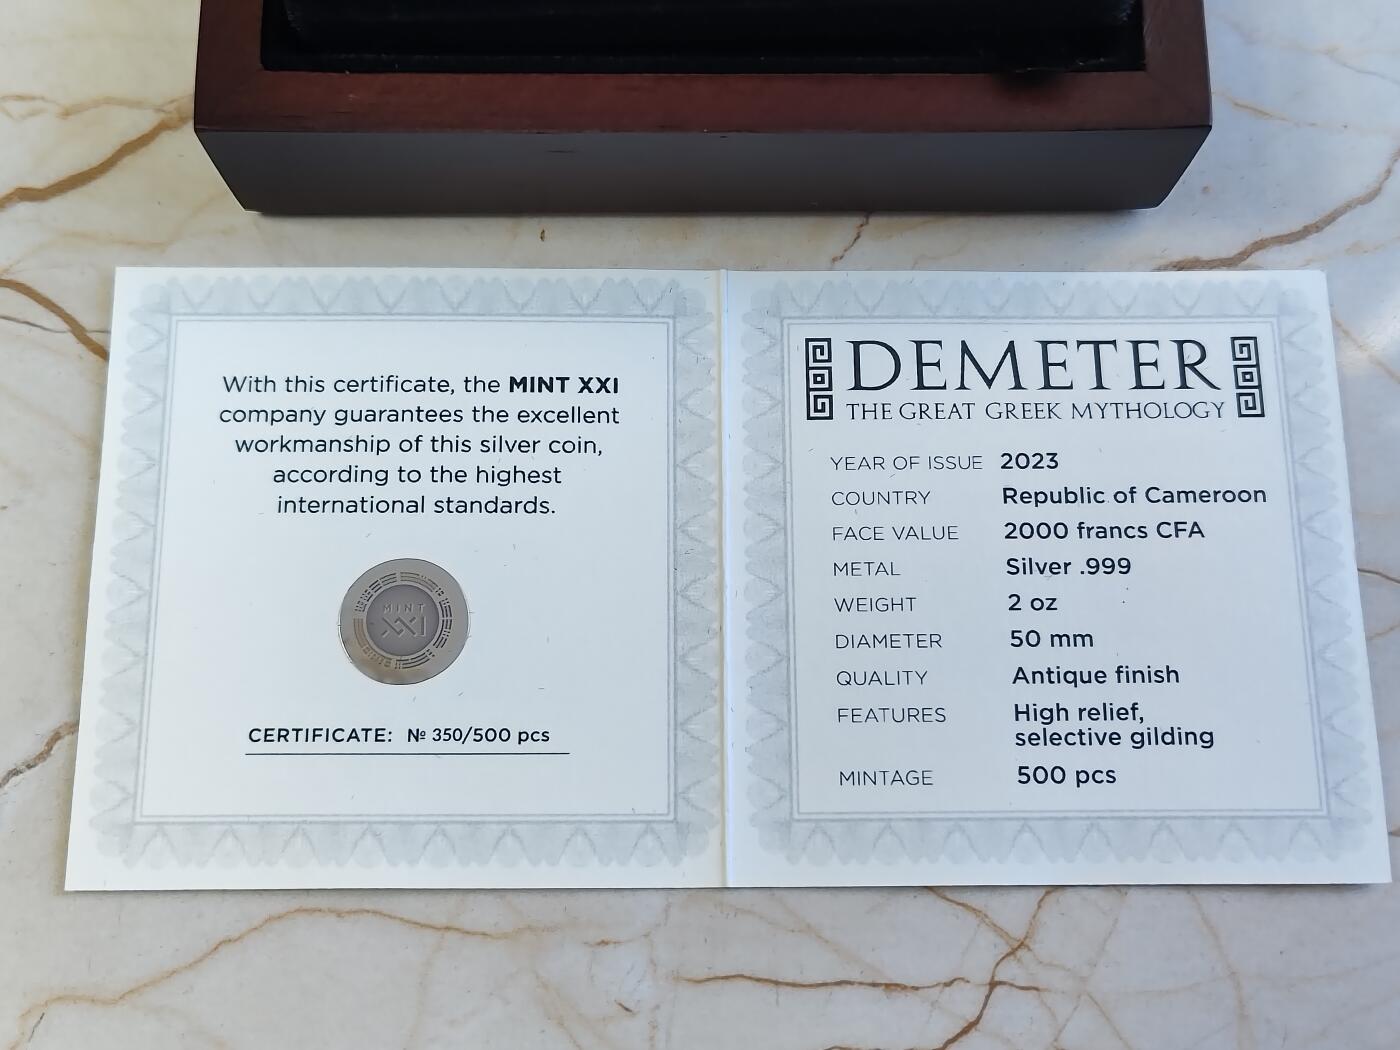 With this certificate, the MINT XXI
company guarantees the excellent
workmanship of this silver coin,
according to the highest
international standards.
MINT
XXI
CERTIFICATE: № 350/500 pcs
DEMETER
THE GREAT GREEK MYTHOLOGY
YEAR OF ISSUE 2023
COUNTRY Republic of Cameroon
FACE VALUE 2000 francs CFA
METAL Silver .999
WEIGHT 2 oz
DIAMETER 50 mm
QUALITY Antique finish
FEATURES High relief,
selective gilding
MINTAGE 500 pcs